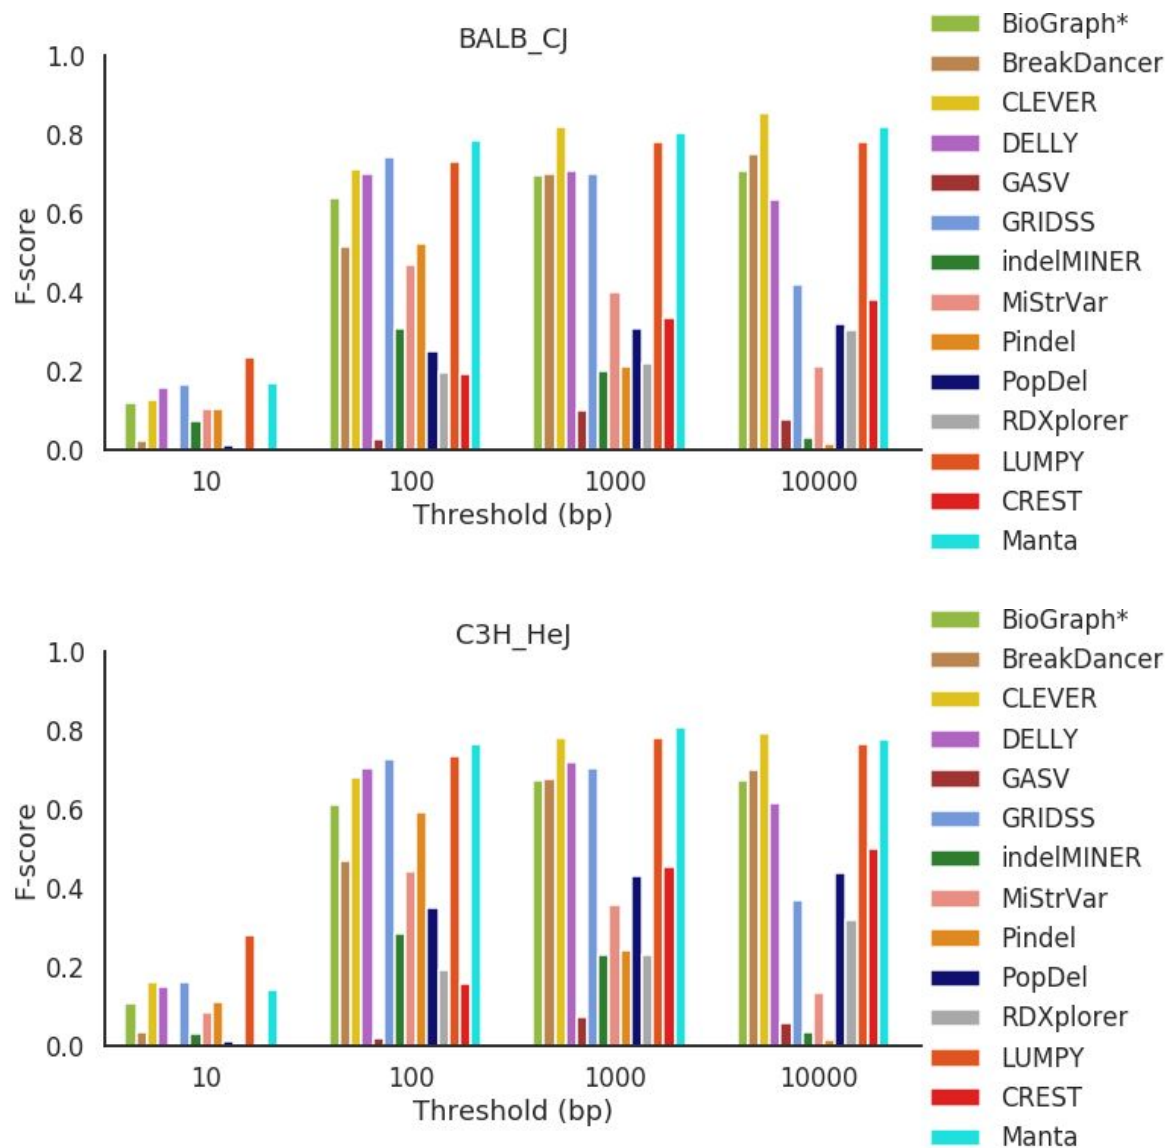 BALB_CJ
1.0
0.8
0.6
0.4
0.2
0.0
F-score
10
100
1000
10000
Threshold (bp)
BioGraph*
BreakDancer
CLEVER
DELLY
GASV
GRIDSS
indelMINER
MiStrVar
Pindel
PopDel
RDXplorer
LUMPY
CREST
Manta
C3H_HeJ
1.0
0.8
0.6
0.4
0.2
0.0
F-score
10
100
1000
10000
Threshold (bp)
BioGraph*
BreakDancer
CLEVER
DELLY
GASV
GRIDSS
indelMINER
MiStrVar
Pindel
PopDel
RDXplorer
LUMPY
CREST
Manta